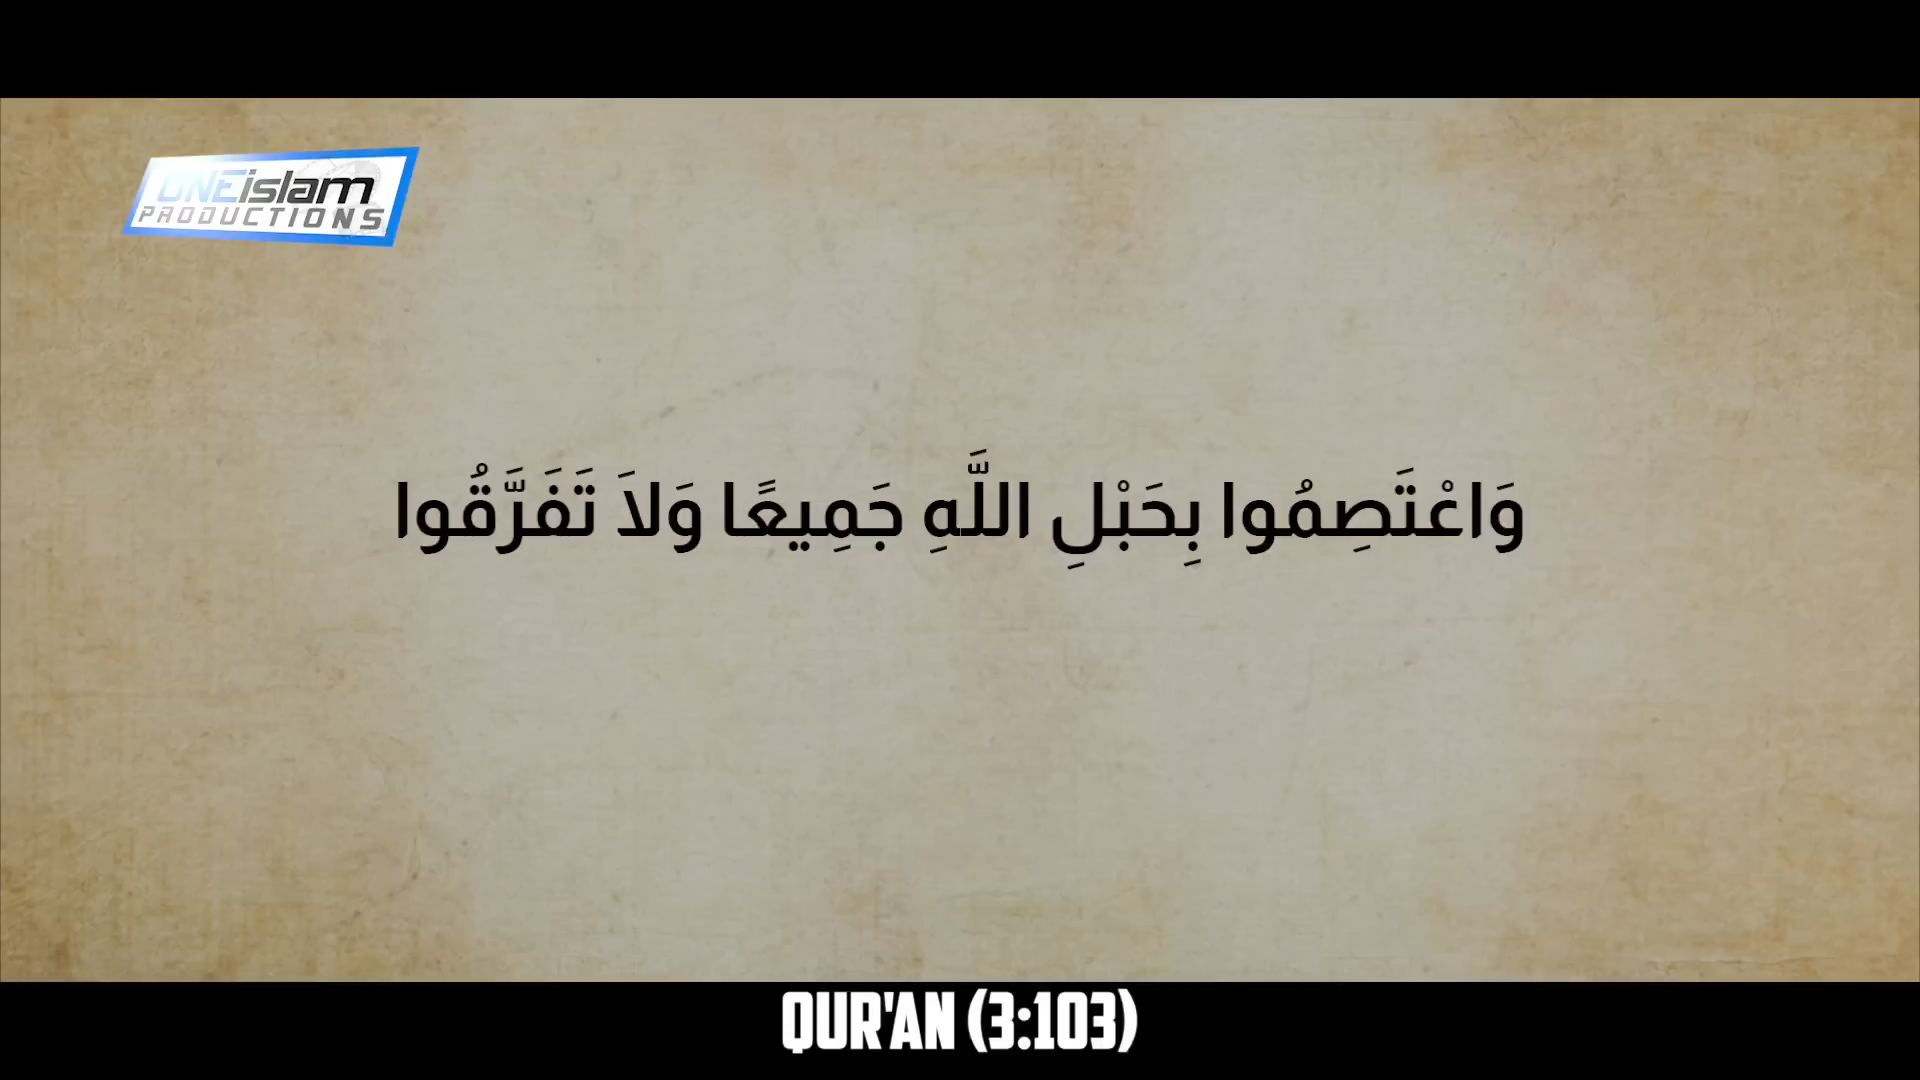 ONEislam
PRODUCTIONS
وَاعْتَصِمُوا بِحَبْلِ اللَّهِ جَمِيعًا وَلاَ تَفَرَّقُوا
QUR'AN (3:103)